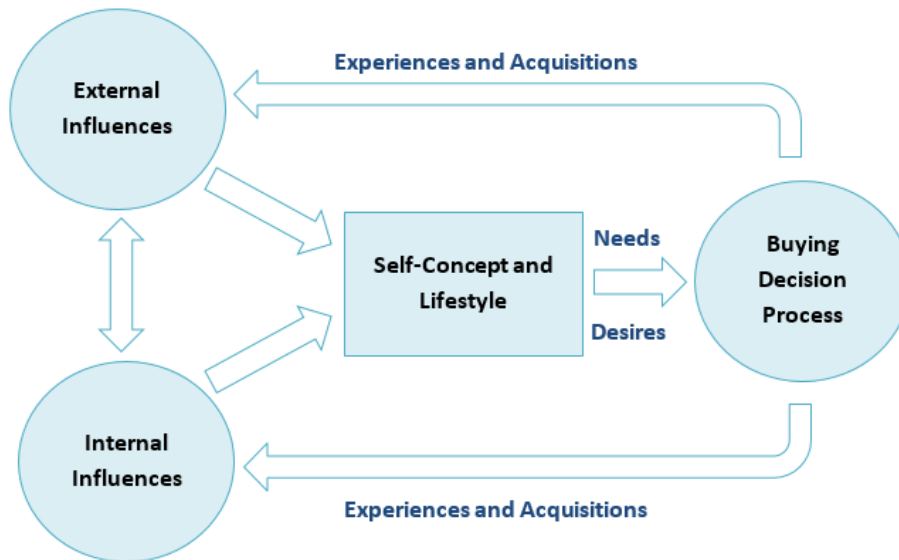 Experiences and Acquisitions
External
Influences
Self-Concept and
Lifestyle
Needs
Desires
Buying
Decision
Process
Internal
Influences
Experiences and Acquisitions